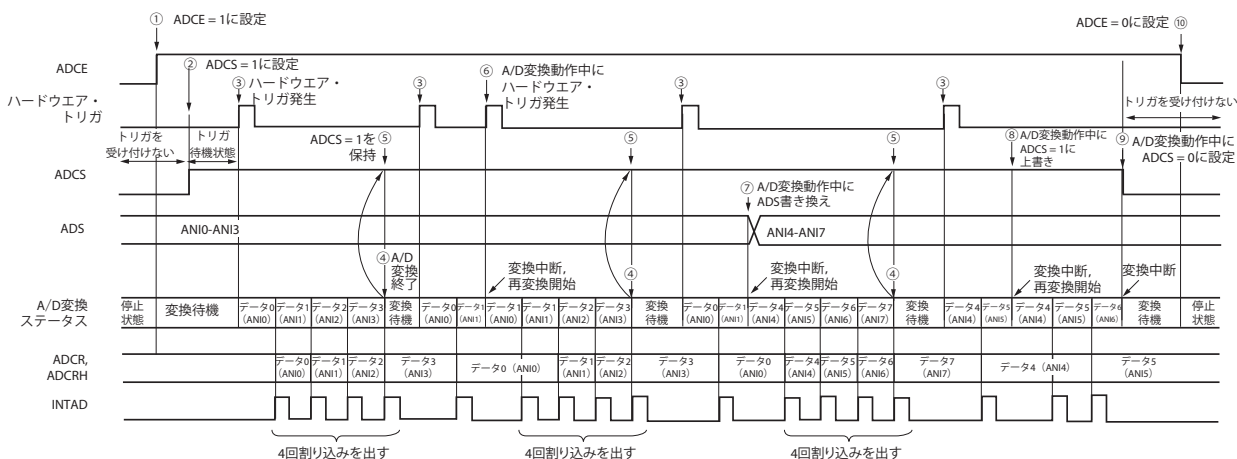 ① ADCE = 1に設定
ADCE = 0に設定 ⑩
ADCE
② ADCS = 1に設定
③ハードウエア・
トリガ発生
③
⑥ A/D変換動作中に
ハードウエア・
トリガ発生
③
③
ハードウエア・
トリガ
トリガを
受け付けない
トリガ
待機状態
ADCS = 1を⑤
保持
⑤
⑤
⑧A/D変換動作中に
ADCS = 1に
上書き
トリガを受け付けない
⑨ A/D変換動作中に
ADCS = 0に設定
ADCS
⑦ A/D変換動作中に
ADS書き換え
ADS
ANI0-ANI3
ANI4-ANI7
④A/D
変換
終了
変換中断,
再変換開始
④
変換中断,
再変換開始
④
変換中断,
再変換開始
変換中断
A/D変換
ステータス
停止
状態
変換待機
データ0
(ANI0)
データ1
(ANI1)
データ2
(ANI2)
データ3
(ANI3)
変換
待機
データ0
(ANI0)
データ1
(ANI1)
データ1
(ANI0)
データ1
(ANI1)
データ2
(ANI2)
データ3
(ANI3)
変換
待機
データ0
(ANI0)
データ1
(ANI1)
データ4
(ANI4)
データ5
(ANI5)
データ6
(ANI6)
データ7
(ANI7)
変換
待機
データ4
(ANI4)
データ5
(ANI5)
データ4
(ANI4)
データ5
(ANI5)
データ6
(ANI6)
変換
待機
停止
状態
ADCR,
ADCRH
データ0
(ANI0)
データ1
(ANI1)
データ2
(ANI2)
データ3
(ANI3)
データ0 (ANI0)
データ1
(ANI1)
データ2
(ANI2)
データ3
(ANI3)
データ0
(ANI0)
データ4
(ANI4)
データ5
(ANI5)
データ6
(ANI6)
データ7
(ANI7)
データ4 (ANI4)
データ5
(ANI5)
INTAD
4回割り込みを出す
4回割り込みを出す
4回割り込みを出す